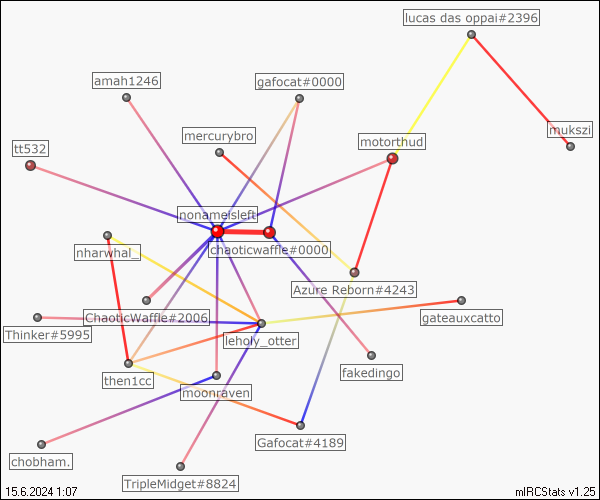 lucas das oppai#2396
amah1246
gafocat#0000
mukszi
mercurybro
motorthud
tt532
nonameisleft
nharwhal_
chaoticwaffle#0000
Azure Reborn#4243
ChaoticWaffle#2006
gateauxcatto
Thinker#5995
leholy_otter
fakedingo
then1cc
moonraven
Gafocat#4189
chobham.
TripleMidget#8824
15.6.2024 1:07
mIRCStats v1.25